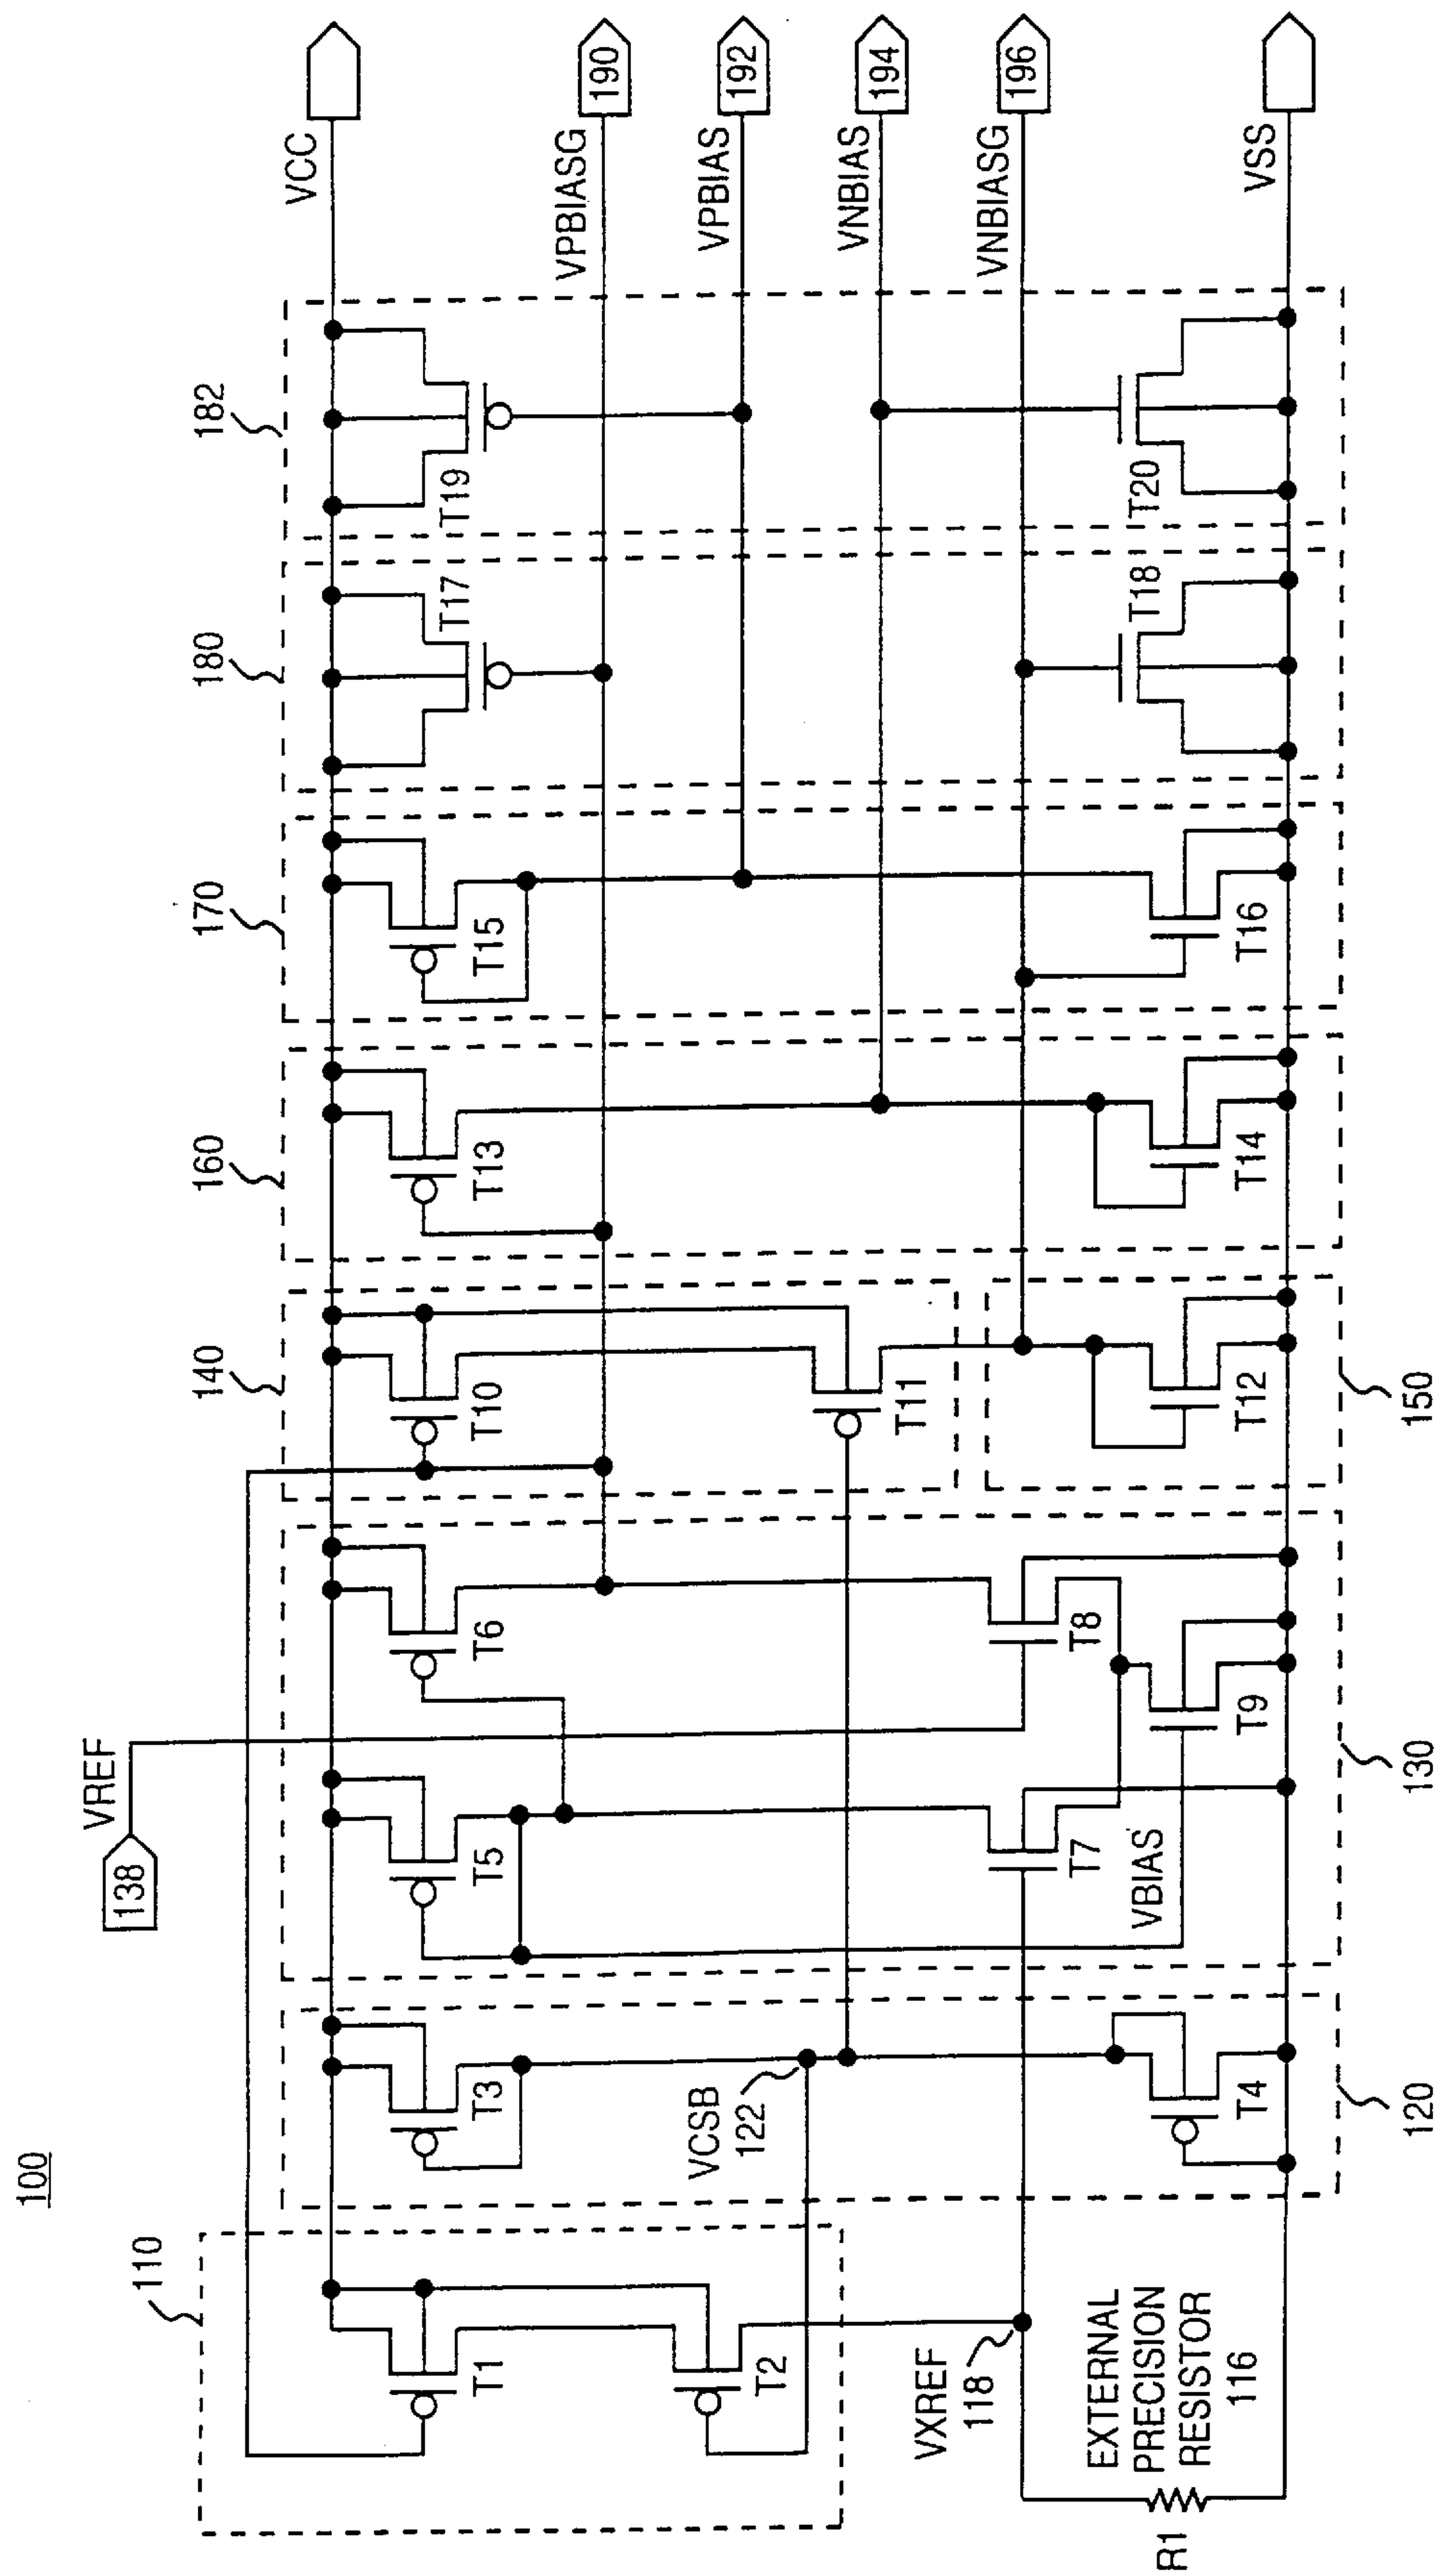 100
VREF
138
110
T1
T2
VXREF
118
EXTERNAL
PRECISION
RESISTOR
116
R1
T3
VCSB
122
T4
120
T5
T6
T7
T8
VBIAS
T9
130
140
T10
T11
T12
150
160
T13
T14
170
T15
T16
180
T17
T18
182
T19
T20
VCC
VPBIASG
190
VPBIAS
192
VNBIAS
194
VNBIASG
196
VSS